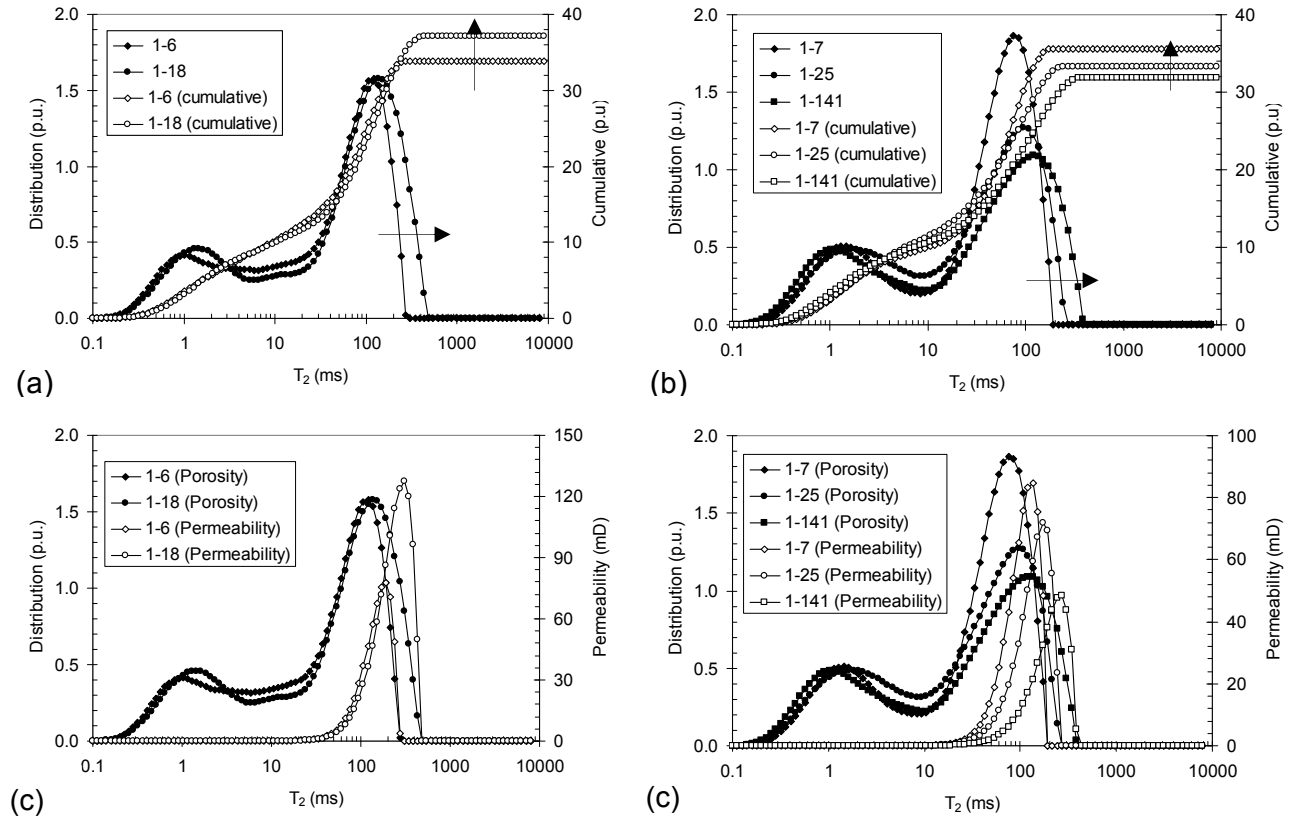 2.0
1.5
1.0
0.5
0.0
Distribution (p.u.)
1-6
1-18
1-6 (cumulative)
1-18 (cumulative)
40
30
20
10
0
Cumulative (p.u)
0.1 1 10 100 1000 10000
T2 (ms)
(a)
2.0
1.5
1.0
0.5
0.0
Distribution (p.u.)
1-7
1-25
1-141
1-7 (cumulative)
1-25 (cumulative)
1-141 (cumulative)
40
30
20
10
0
Cumulative (p.u)
0.1 1 10 100 1000 10000
T2 (ms)
(b)
2.0
1.5
1.0
0.5
0.0
Distribution (p.u.)
1-6 (Porosity)
1-18 (Porosity)
1-6 (Permeability)
1-18 (Permeability)
150
120
90
60
30
0
Permeability (mD)
0.1 1 10 100 1000 10000
T2 (ms)
(c)
2.0
1.5
1.0
0.5
0.0
Distribution (p.u.)
1-7 (Porosity)
1-25 (Porosity)
1-141 (Porosity)
1-7 (Permeability)
1-25 (Permeability)
1-141 (Permeability)
100
80
60
40
20
0
Permeability (mD)
0.1 1 10 100 1000 10000
T2 (ms)
(c)